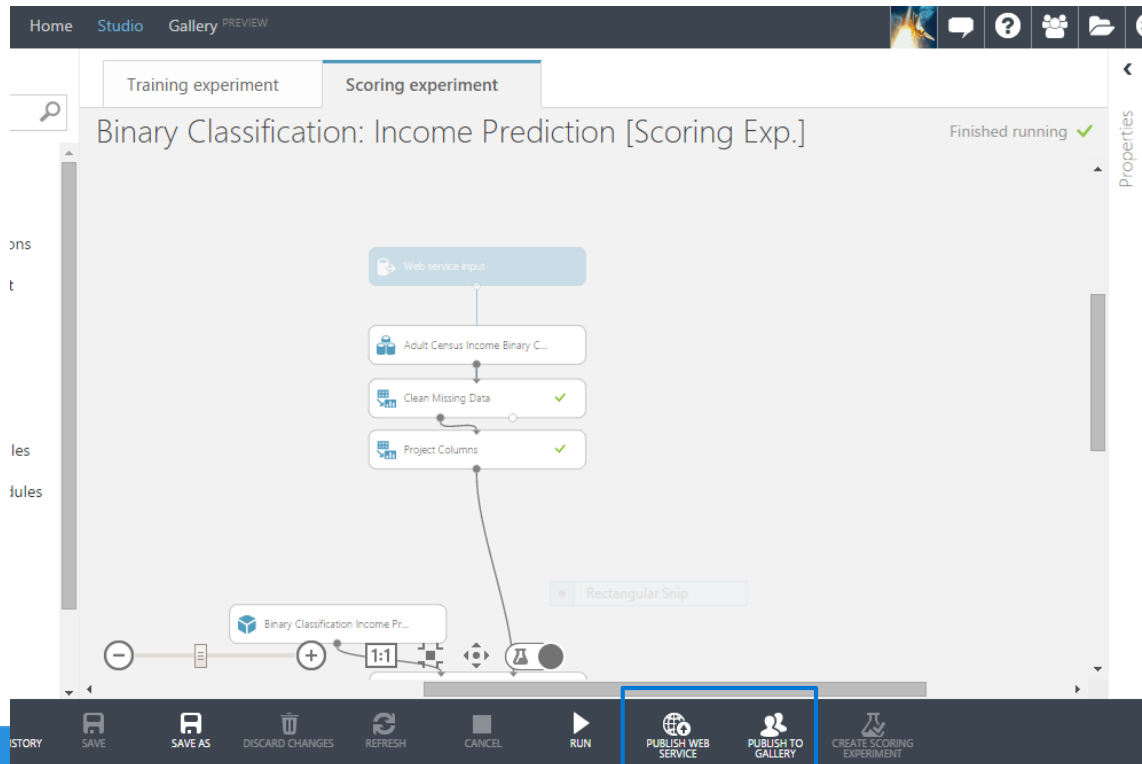 Home Studio Gallery PREVIEW
Training experiment Scoring experiment
Binary Classification: Income Prediction [Scoring Exp.] Finished running
Properties
ons
t
les
dules
Web service input
Adult Census Income Binary C...
Clean Missing Data
Project Columns
Rectangular Snip
Binary Classification Income Pr...
1:1
ISTORY SAVE SAVE AS DISCARD CHANGES REFRESH CANCEL RUN PUBLISH WEB PUBLISH TO CREATE SCORING
SERVICE GALLERY EXPERIMENT